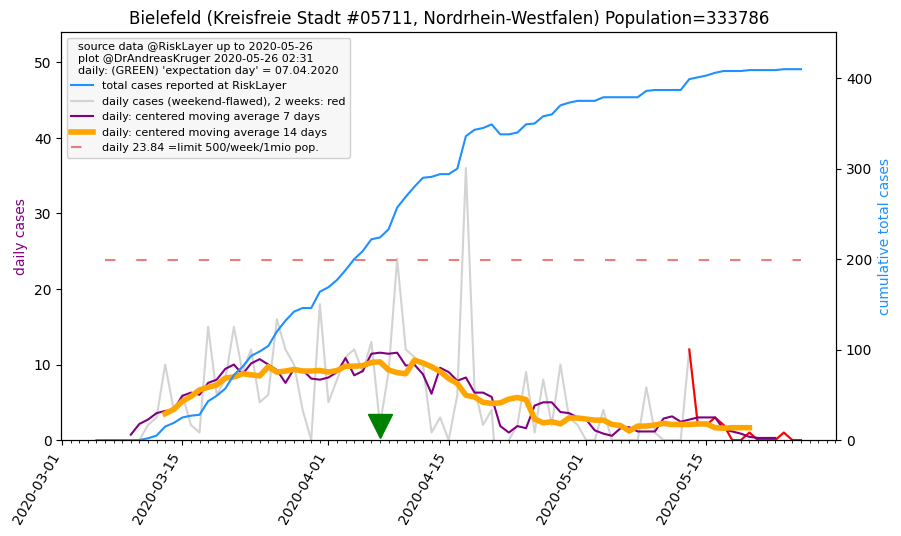 Bielefeld (Kreisfreie Stadt #05711, Nordrhein-Westfalen) Population=333786
source data @RiskLayer up to 2020-05-26
plot @DrAndreasKruger 2020-05-26 02:31
daily: (GREEN) 'expectation day' = 07.04.2020
total cases reported at RiskLayer
daily cases (weekend-flawed), 2 weeks: red
daily: centered moving average 7 days
daily: centered moving average 14 days
daily 23.84 =limit 500/week/1mio pop.
daily cases
50
40
30
20
10
0
cumulative total cases
400
300
200
100
0
2020-03-01
2020-03-15
2020-04-01
2020-04-15
2020-05-01
2020-05-15